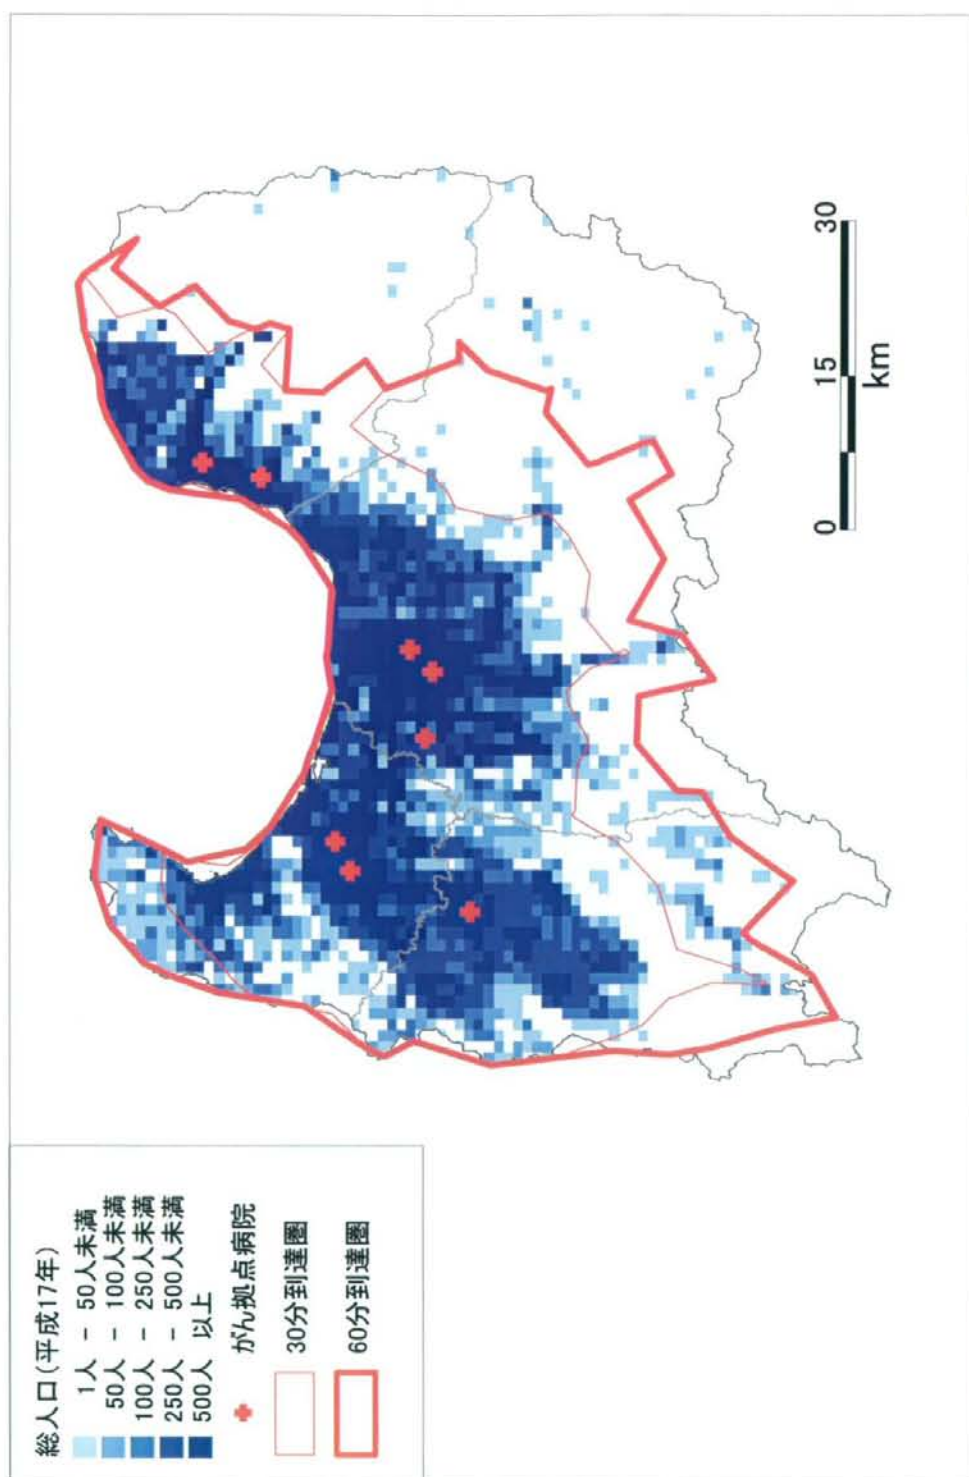 総人口(平成17年)
1人 - 50人未満
50人 - 100人未満
100人 - 250人未満
250人 - 500人未満
500人 以上
がん拠点病院
30分到達圏
60分到達圏
0 15 30
km